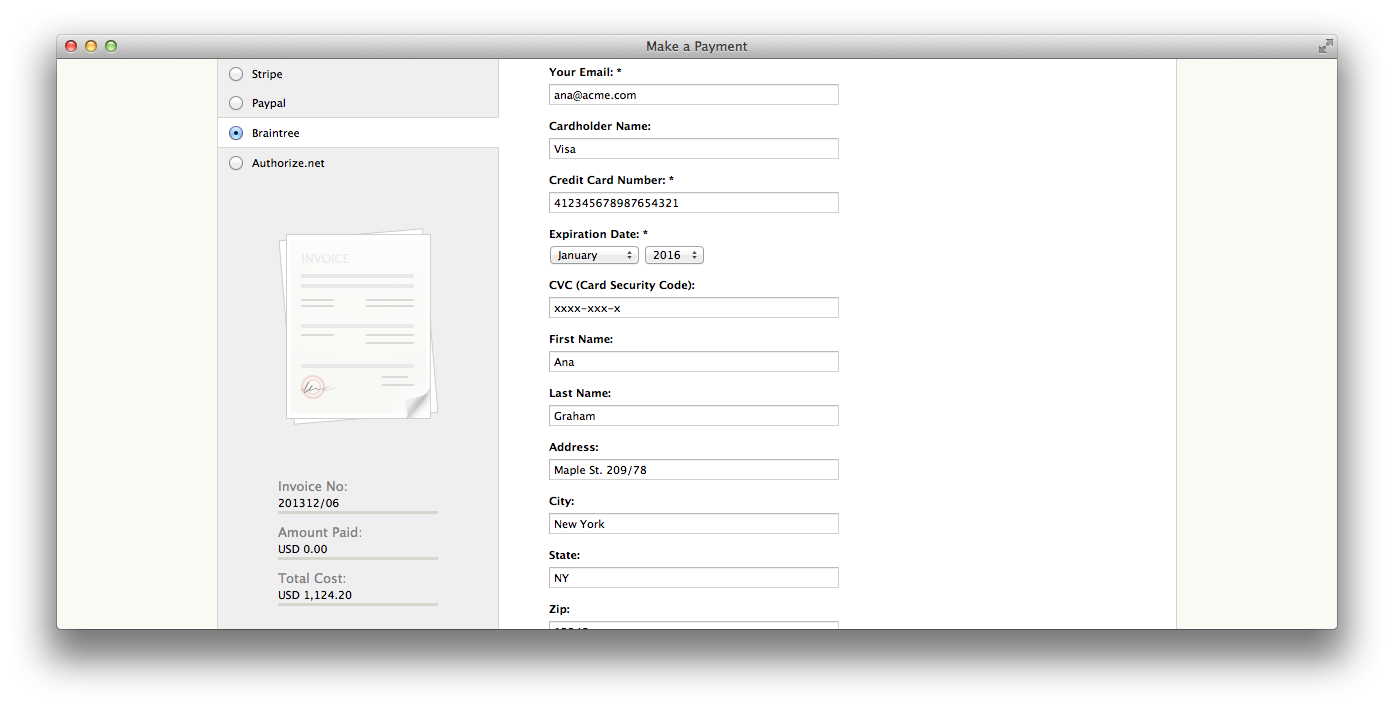 Make a Payment
Stripe
Paypal
Braintree
Authorize.net
INVOICE
Invoice No:
201312/06
Amount Paid:
USD 0.00
Total Cost:
USD 1,124.20
Your Email: *
ana@acme.com
Cardholder Name:
Visa
Credit Card Number: *
412345678987654321
Expiration Date: *
January 2016
CVC (Card Security Code):
xxxx-xxx-x
First Name:
Ana
Last Name:
Graham
Address:
Maple St. 209/78
City:
New York
State:
NY
Zip: